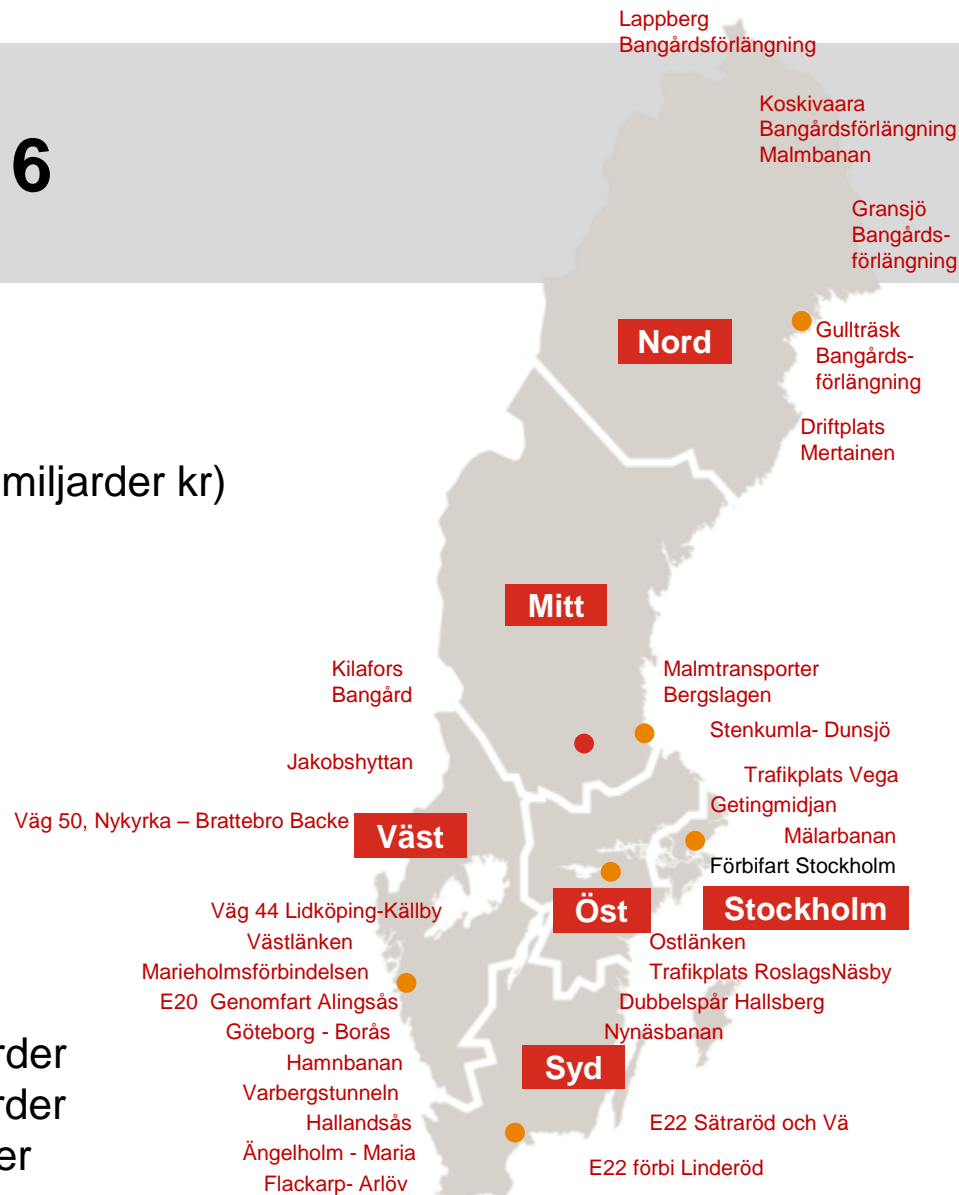 Lappberg
Bangårdsförlängning
6
Koskivaara
Bangårdsförlängning
Malmbanan
Gransjö
Bangårds-
förlängning
Nord
Gullträsk
Bangårds-
förlängning
Driftplats
Mertainen
miljarder kr)
Mitt
Kilafors
Bangård
Malmtransporter
Bergslagen
Stenkumla- Dunsjö
Jakobshyttan
Trafikplats Vega
Getingmidjan
Väg 50, Nykyrka – Brattebro Backe
Väst
Mälarbanan
Förbifart Stockholm
Öst
Stockholm
Väg 44 Lidköping-Källby
Västlänken
Marieholmsförbindelsen
E20 Genomfart Alingsås
Göteborg - Borås
Hamnbanan
Varbergstunneln
Hallandsås
Ängelholm - Maria
Flackarp- Arlöv
Ostlänken
Trafikplats RoslagsNäsby
Dubbelspår Hallsberg
Nynäsbanan
Syd
E22 Sätraröd och Vä
E22 förbi Linderöd
rder
rder
er